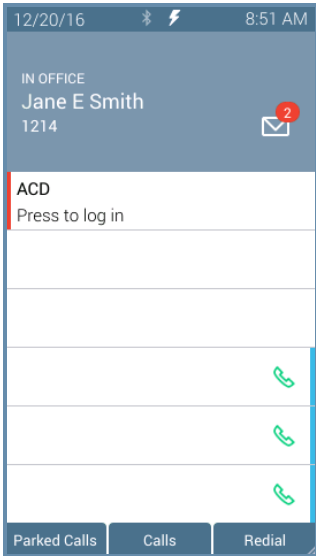 12/20/16 8:51 AM
IN OFFICE
Jane E Smith
1214
2
ACD
Press to log in
Parked Calls Calls Redial